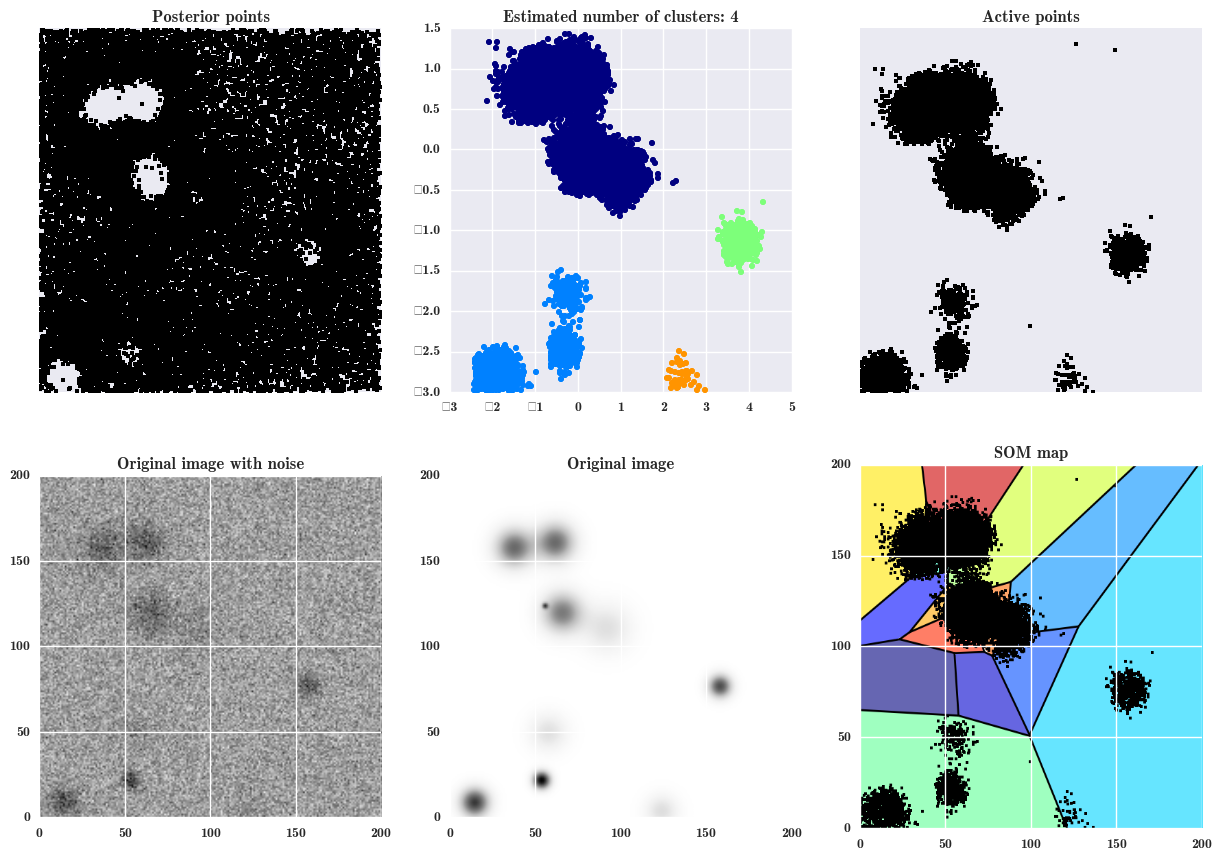 Posterior points
Estimated number of clusters: 4
Active points
1.5
1.0
0.5
0.0
□0.5
□1.0
□1.5
□2.0
□2.5
□3.0
□3 □2 □1 0 1 2 3 4 5
Original image with noise
200
150
100
50
0
0 50 100 150 200
Original image
200
150
100
50
0
0 50 100 150 200
SOM map
200
150
100
50
0
0 50 100 150 200